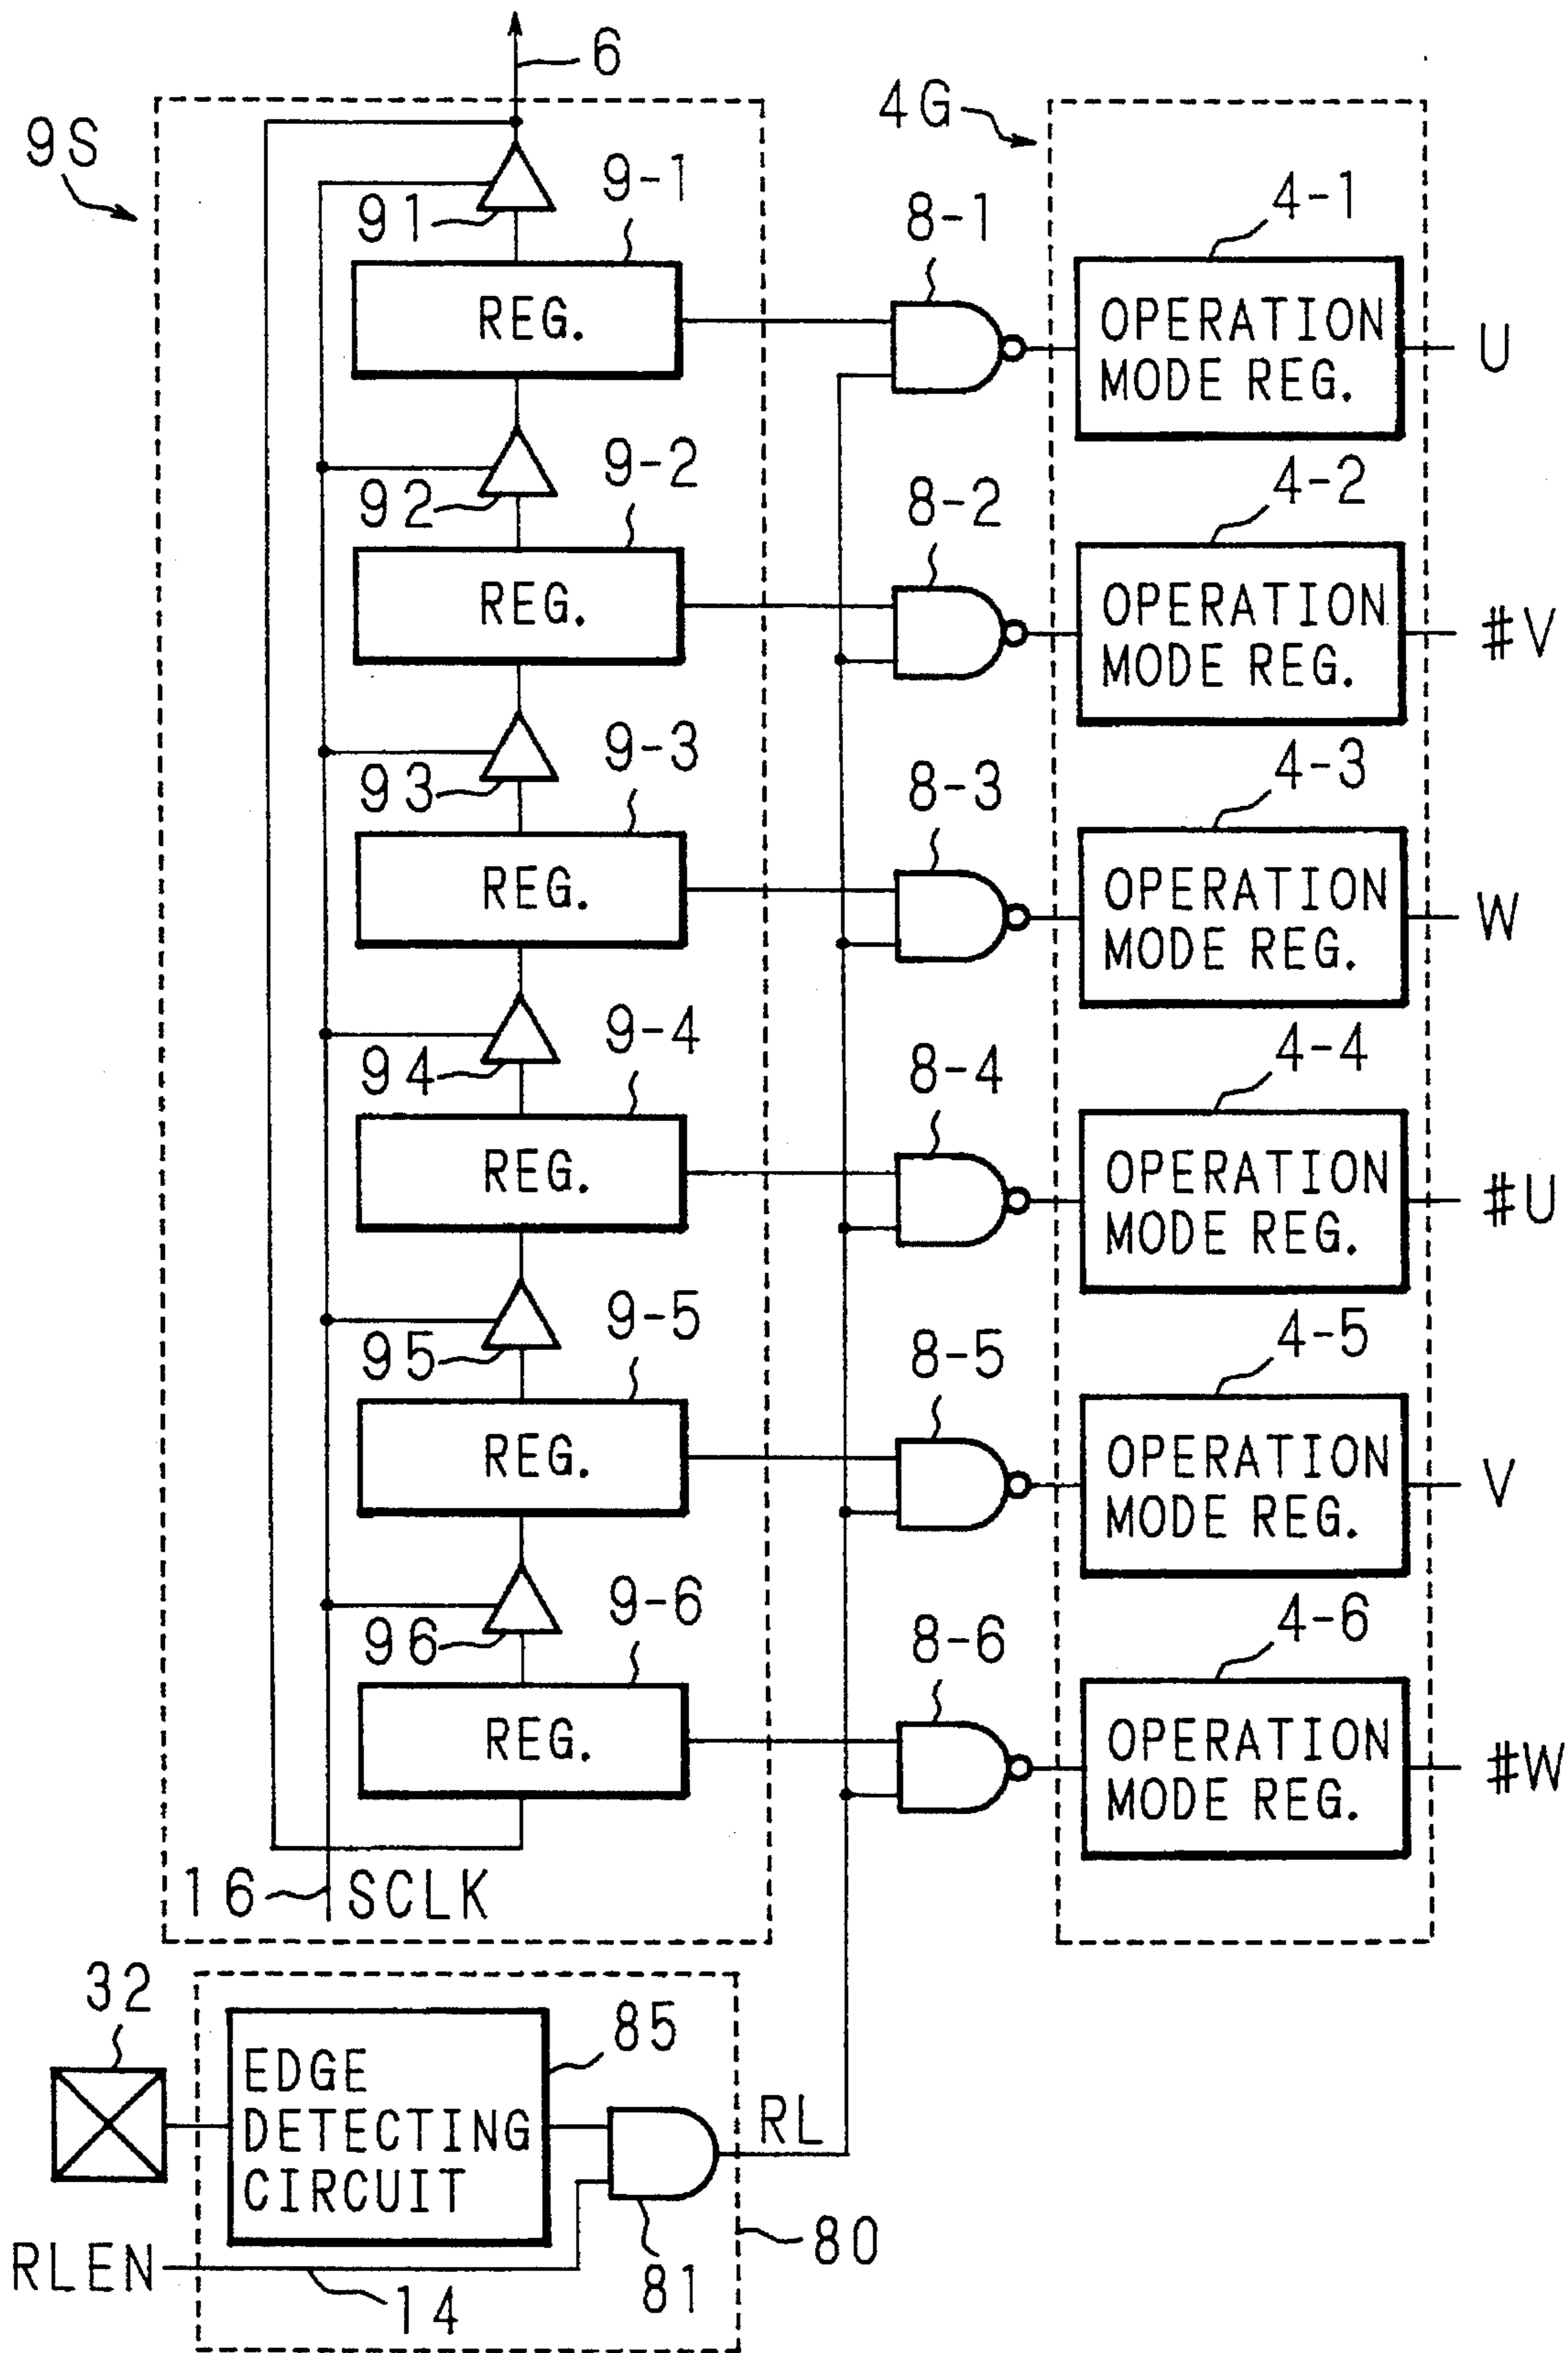 6
9S
4G
91
9-1
8-1
4-1
REG.
OPERATION
MODE REG.
U
92
9-2
8-2
4-2
REG.
OPERATION
MODE REG.
#V
93
9-3
8-3
4-3
REG.
OPERATION
MODE REG.
W
94
9-4
8-4
4-4
REG.
OPERATION
MODE REG.
#U
95
9-5
8-5
4-5
REG.
OPERATION
MODE REG.
V
96
9-6
8-6
4-6
REG.
OPERATION
MODE REG.
#W
16 SCLK
32
85
EDGE
DETECTING
CIRCUIT
RL
80
81
RLEN
14